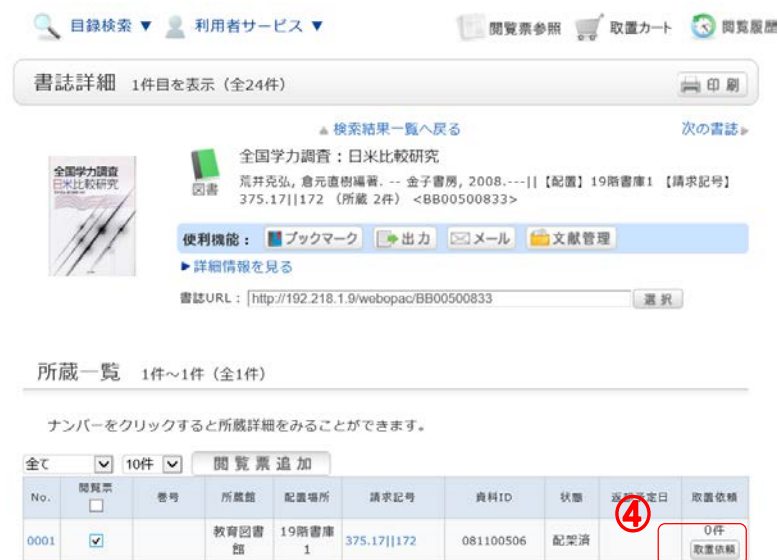 目録検索 ▼ 利用者サービス ▼ 閲覧票参照 取置カート 閲覧履歴
書誌詳細 1件目を表示（全24件） 印刷
▲検索結果一覧へ戻る 次の書誌▶
全国学力調査
日米比較研究
図書
全国学力調査：日米比較研究
荒井克弘, 倉元直樹編著. -- 金子書房, 2008.---||【配置】19階書庫1 【請求記号】
375.17||172 （所蔵 2件）<BB00500833>
便利機能： ブックマーク 出力 メール 文献管理
▶詳細情報を見る
書誌URL： http://192.218.1.9/webopac/BB00500833 選択
所蔵一覧 1件～1件（全1件）
ナンバーをクリックすると所蔵詳細をみることができます。
全て 10件 閲覧票追加
No. 閲覧票 巻号 所蔵館 配置場所 請求記号 資料ID 状態 返却予定日 取置依頼
④
0001 教育図書館 19階書庫1 375.17||172 081100506 配架済 0件
取置依頼